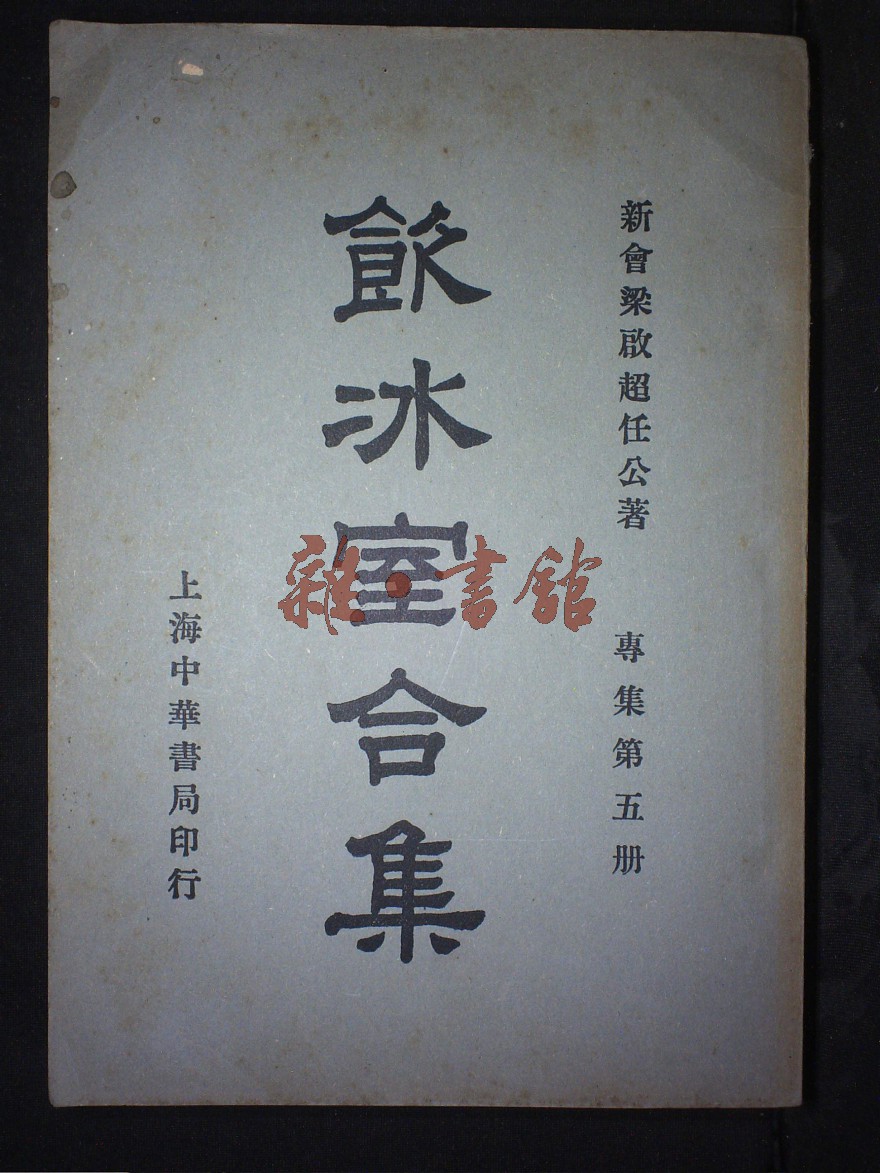 新會梁啟超任公著 專集第五册
飲冰室合集
上海中華書局印行
雜·書館